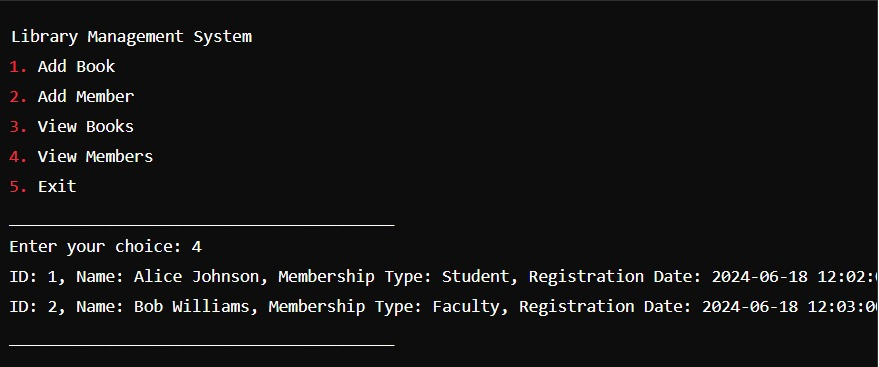 Library Management System
1. Add Book
2. Add Member
3. View Books
4. View Members
5. Exit
________________________________________
Enter your choice: 4
ID: 1, Name: Alice Johnson, Membership Type: Student, Registration Date: 2024-06-18 12:02:
ID: 2, Name: Bob Williams, Membership Type: Faculty, Registration Date: 2024-06-18 12:03:0
________________________________________